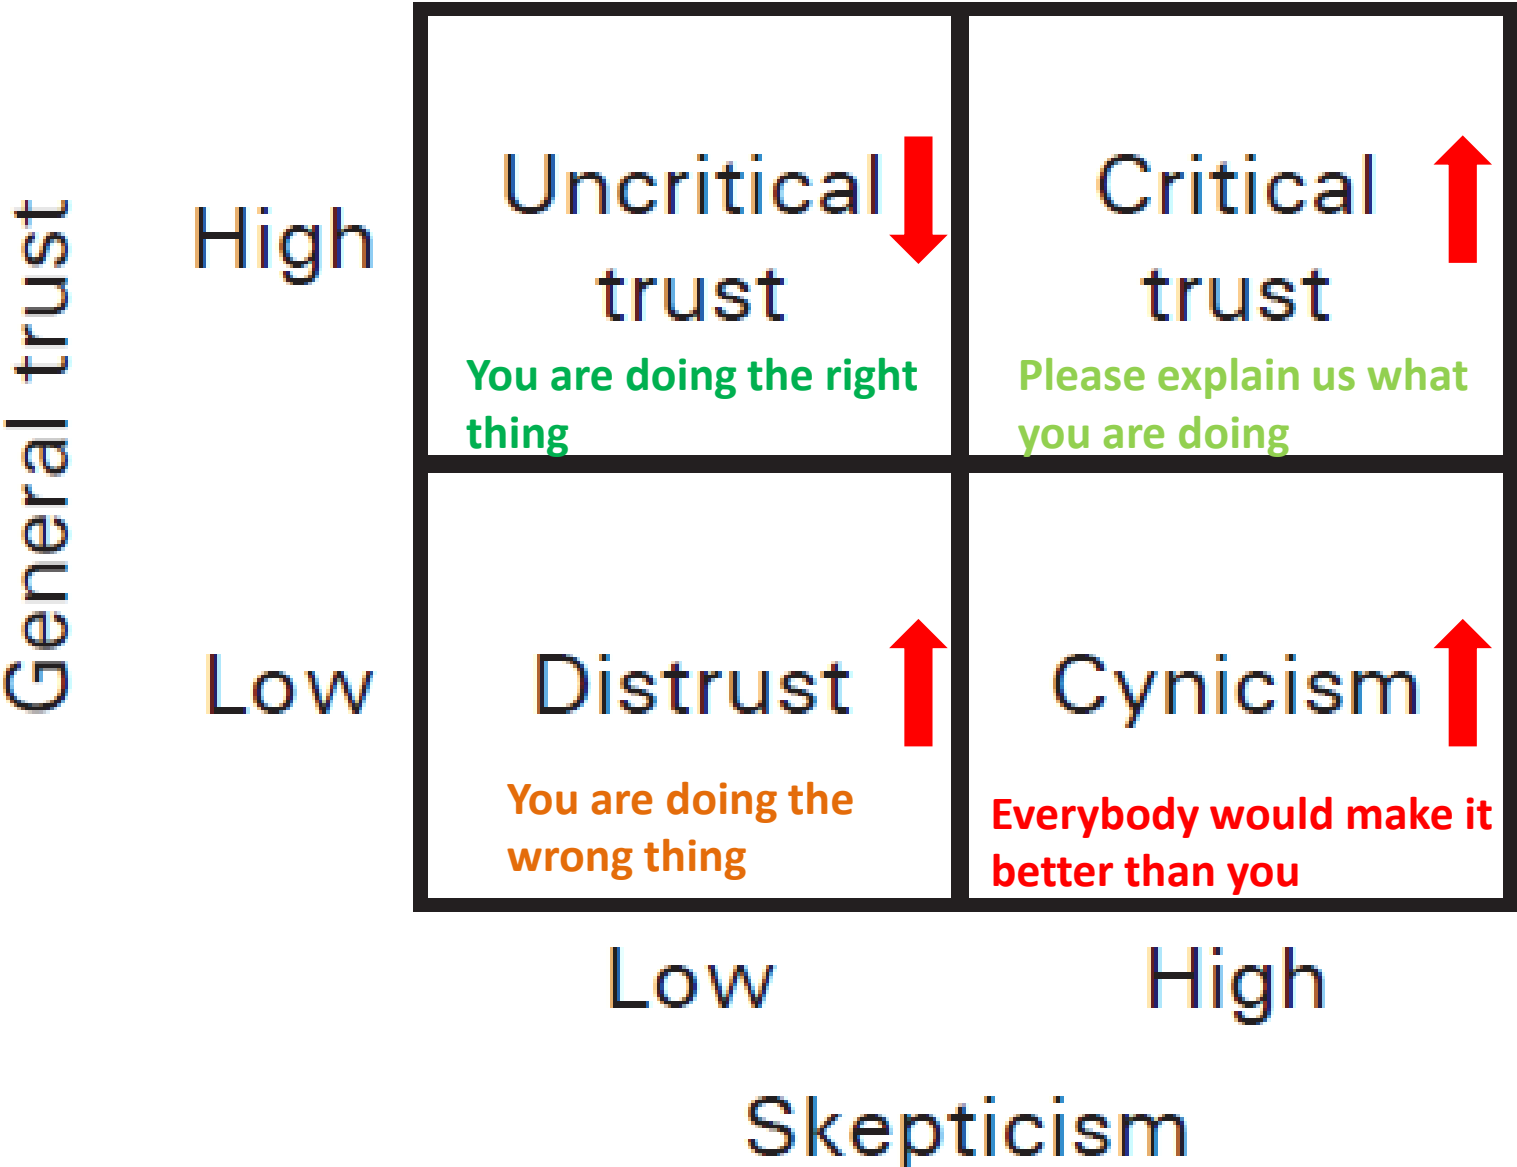 General trust
High
Uncritical
trust
You are doing the right
thing
Critical
trust
Please explain us what
you are doing
Low
Distrust
You are doing the
wrong thing
Cynicism
Everybody would make it
better than you
Low
High
Skepticism